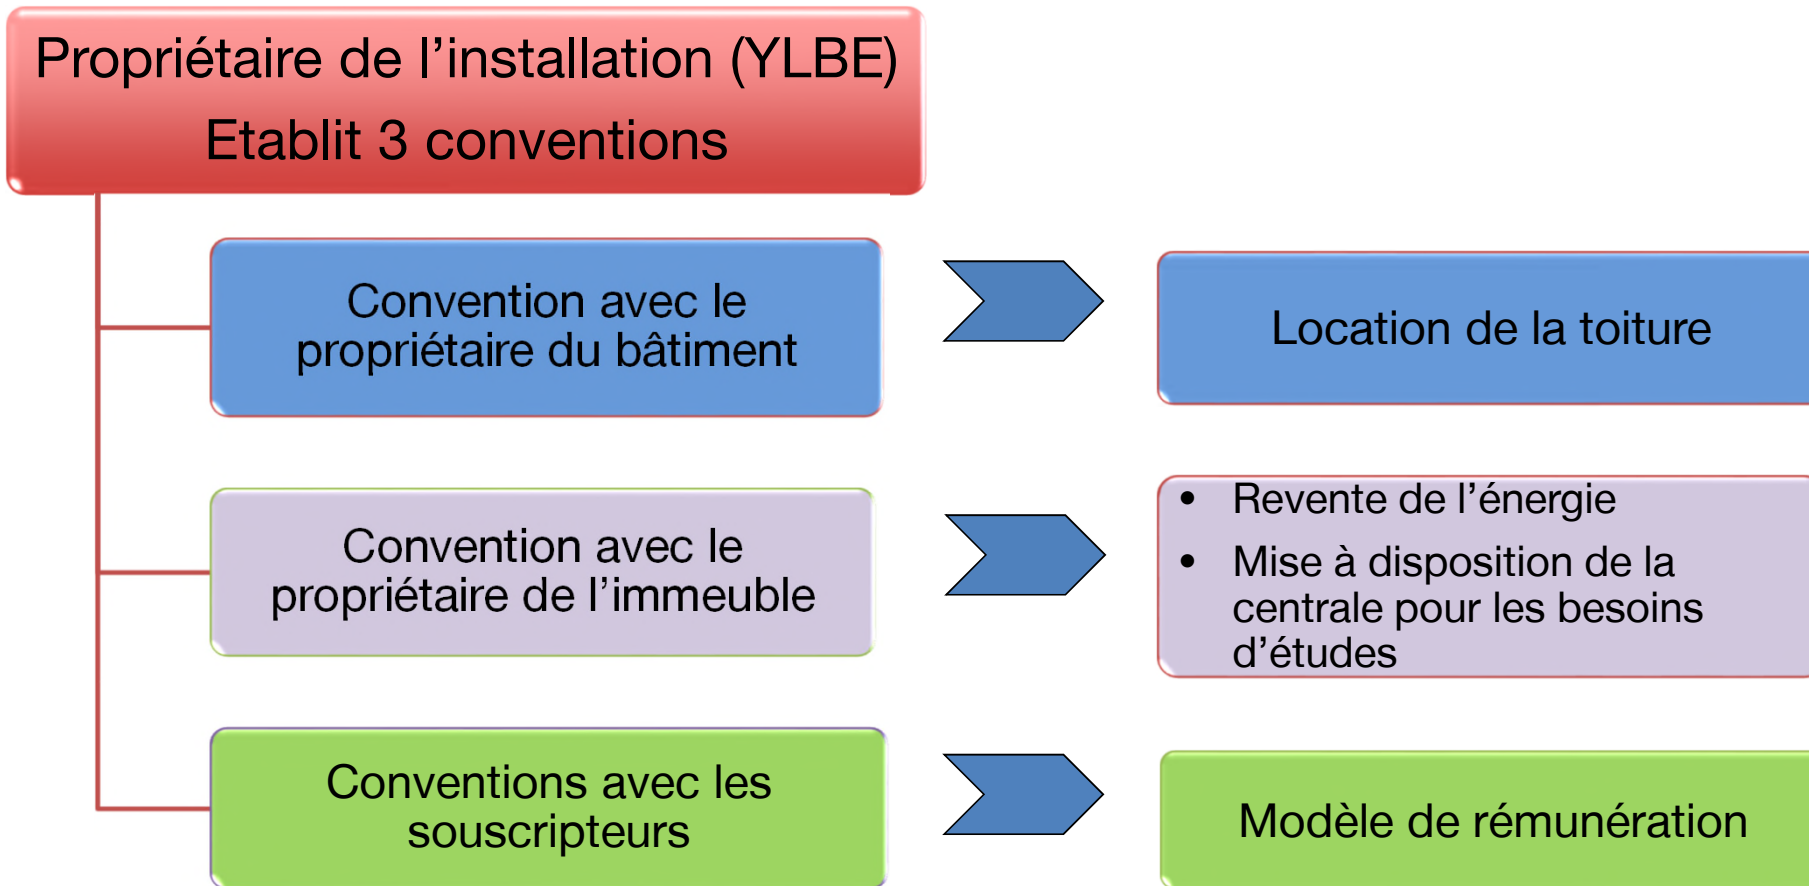 Propriétaire de l’installation (YLBE)
Etablit 3 conventions
Convention avec le
propriétaire du bâtiment
Location de la toiture
Convention avec le
propriétaire de l’immeuble
• Revente de l’énergie
• Mise à disposition de la
centrale pour les besoins
d’études
Conventions avec les
souscripteurs
Modèle de rémunération